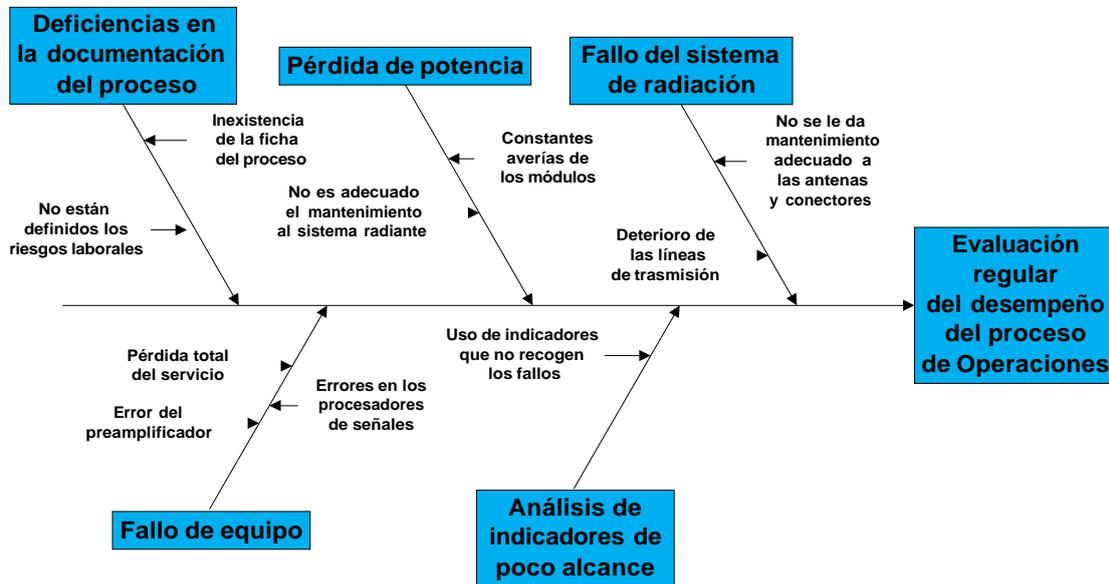 Deficiencias en
la documentación
del proceso
Pérdida de potencia
Fallo del sistema
de radiación
Inexistencia
de la ficha
del proceso
No están
definidos los
riesgos laborales
Constantes
averías de
los módulos
No es adecuado
el mantenimiento
al sistema radiante
No se le da
mantenimiento
adecuado a
las antenas
y conectores
Deterioro de
las líneas
de trasmisión
Evaluación
regular
del desempeño
del proceso
de Operaciones
Pérdida total
del servicio
Error del
preamplificador
Errores en los
procesadores
de señales
Uso de indicadores
que no recogen
los fallos
Fallo de equipo
Análisis de
indicadores de
poco alcance